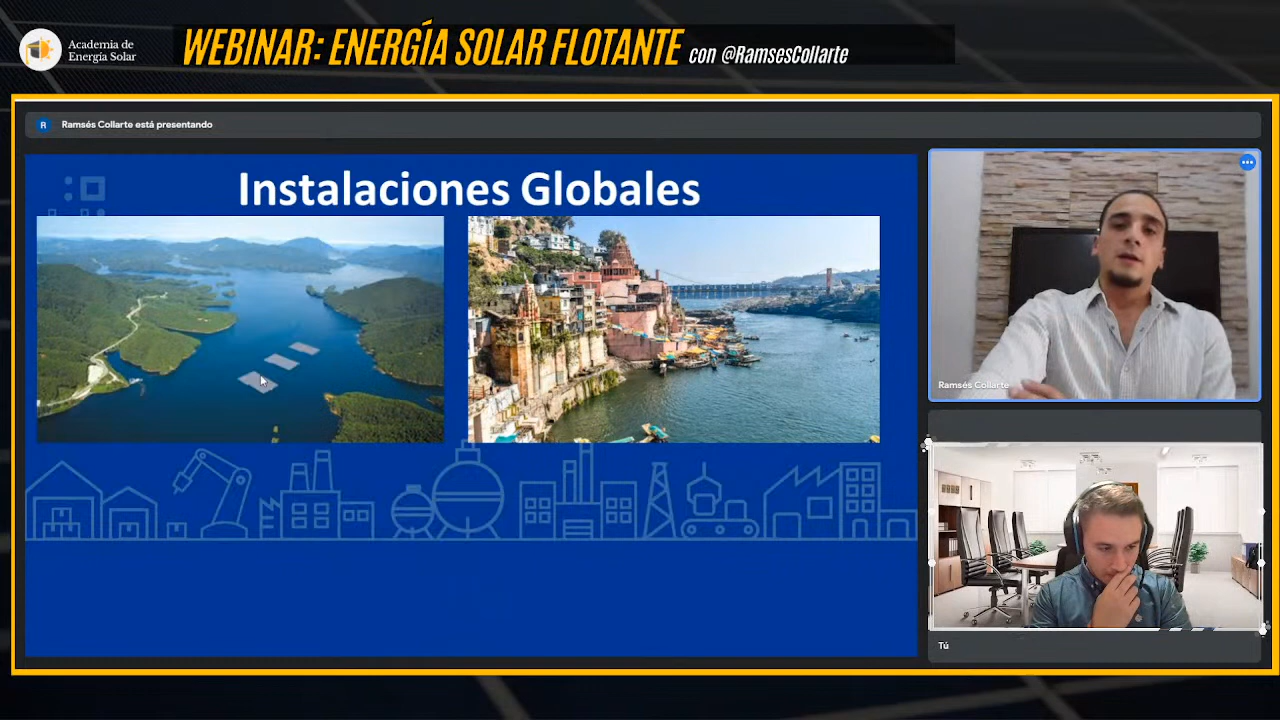 Academia de
Energía Solar
WEBINAR: ENERGÍA SOLAR FLOTANTE con @RamsesCollarte
R
Ramsés Collarte está presentando
Instalaciones Globales
Ramsés Collarte
Tú